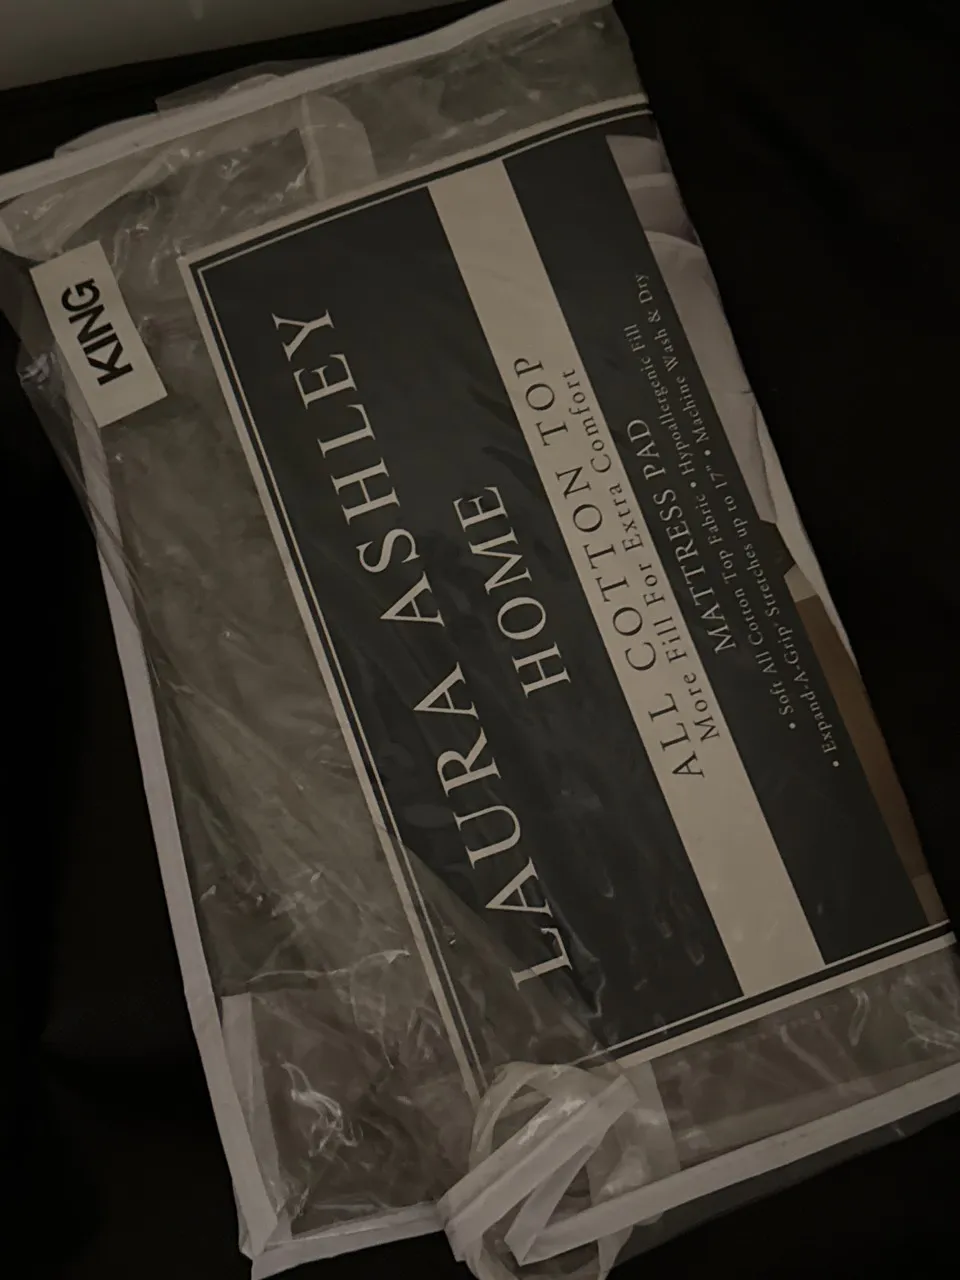 KING
LAURA ASHLEY
HOME
ALL COTTON TOP
More Fill For Extra Comfort
MATTRESS PAD
• Soft All Cotton Top Fabric • Hypoallergenic Fill
• Expand-A-Grip® Stretches up to 17" • Machine Wash & Dry